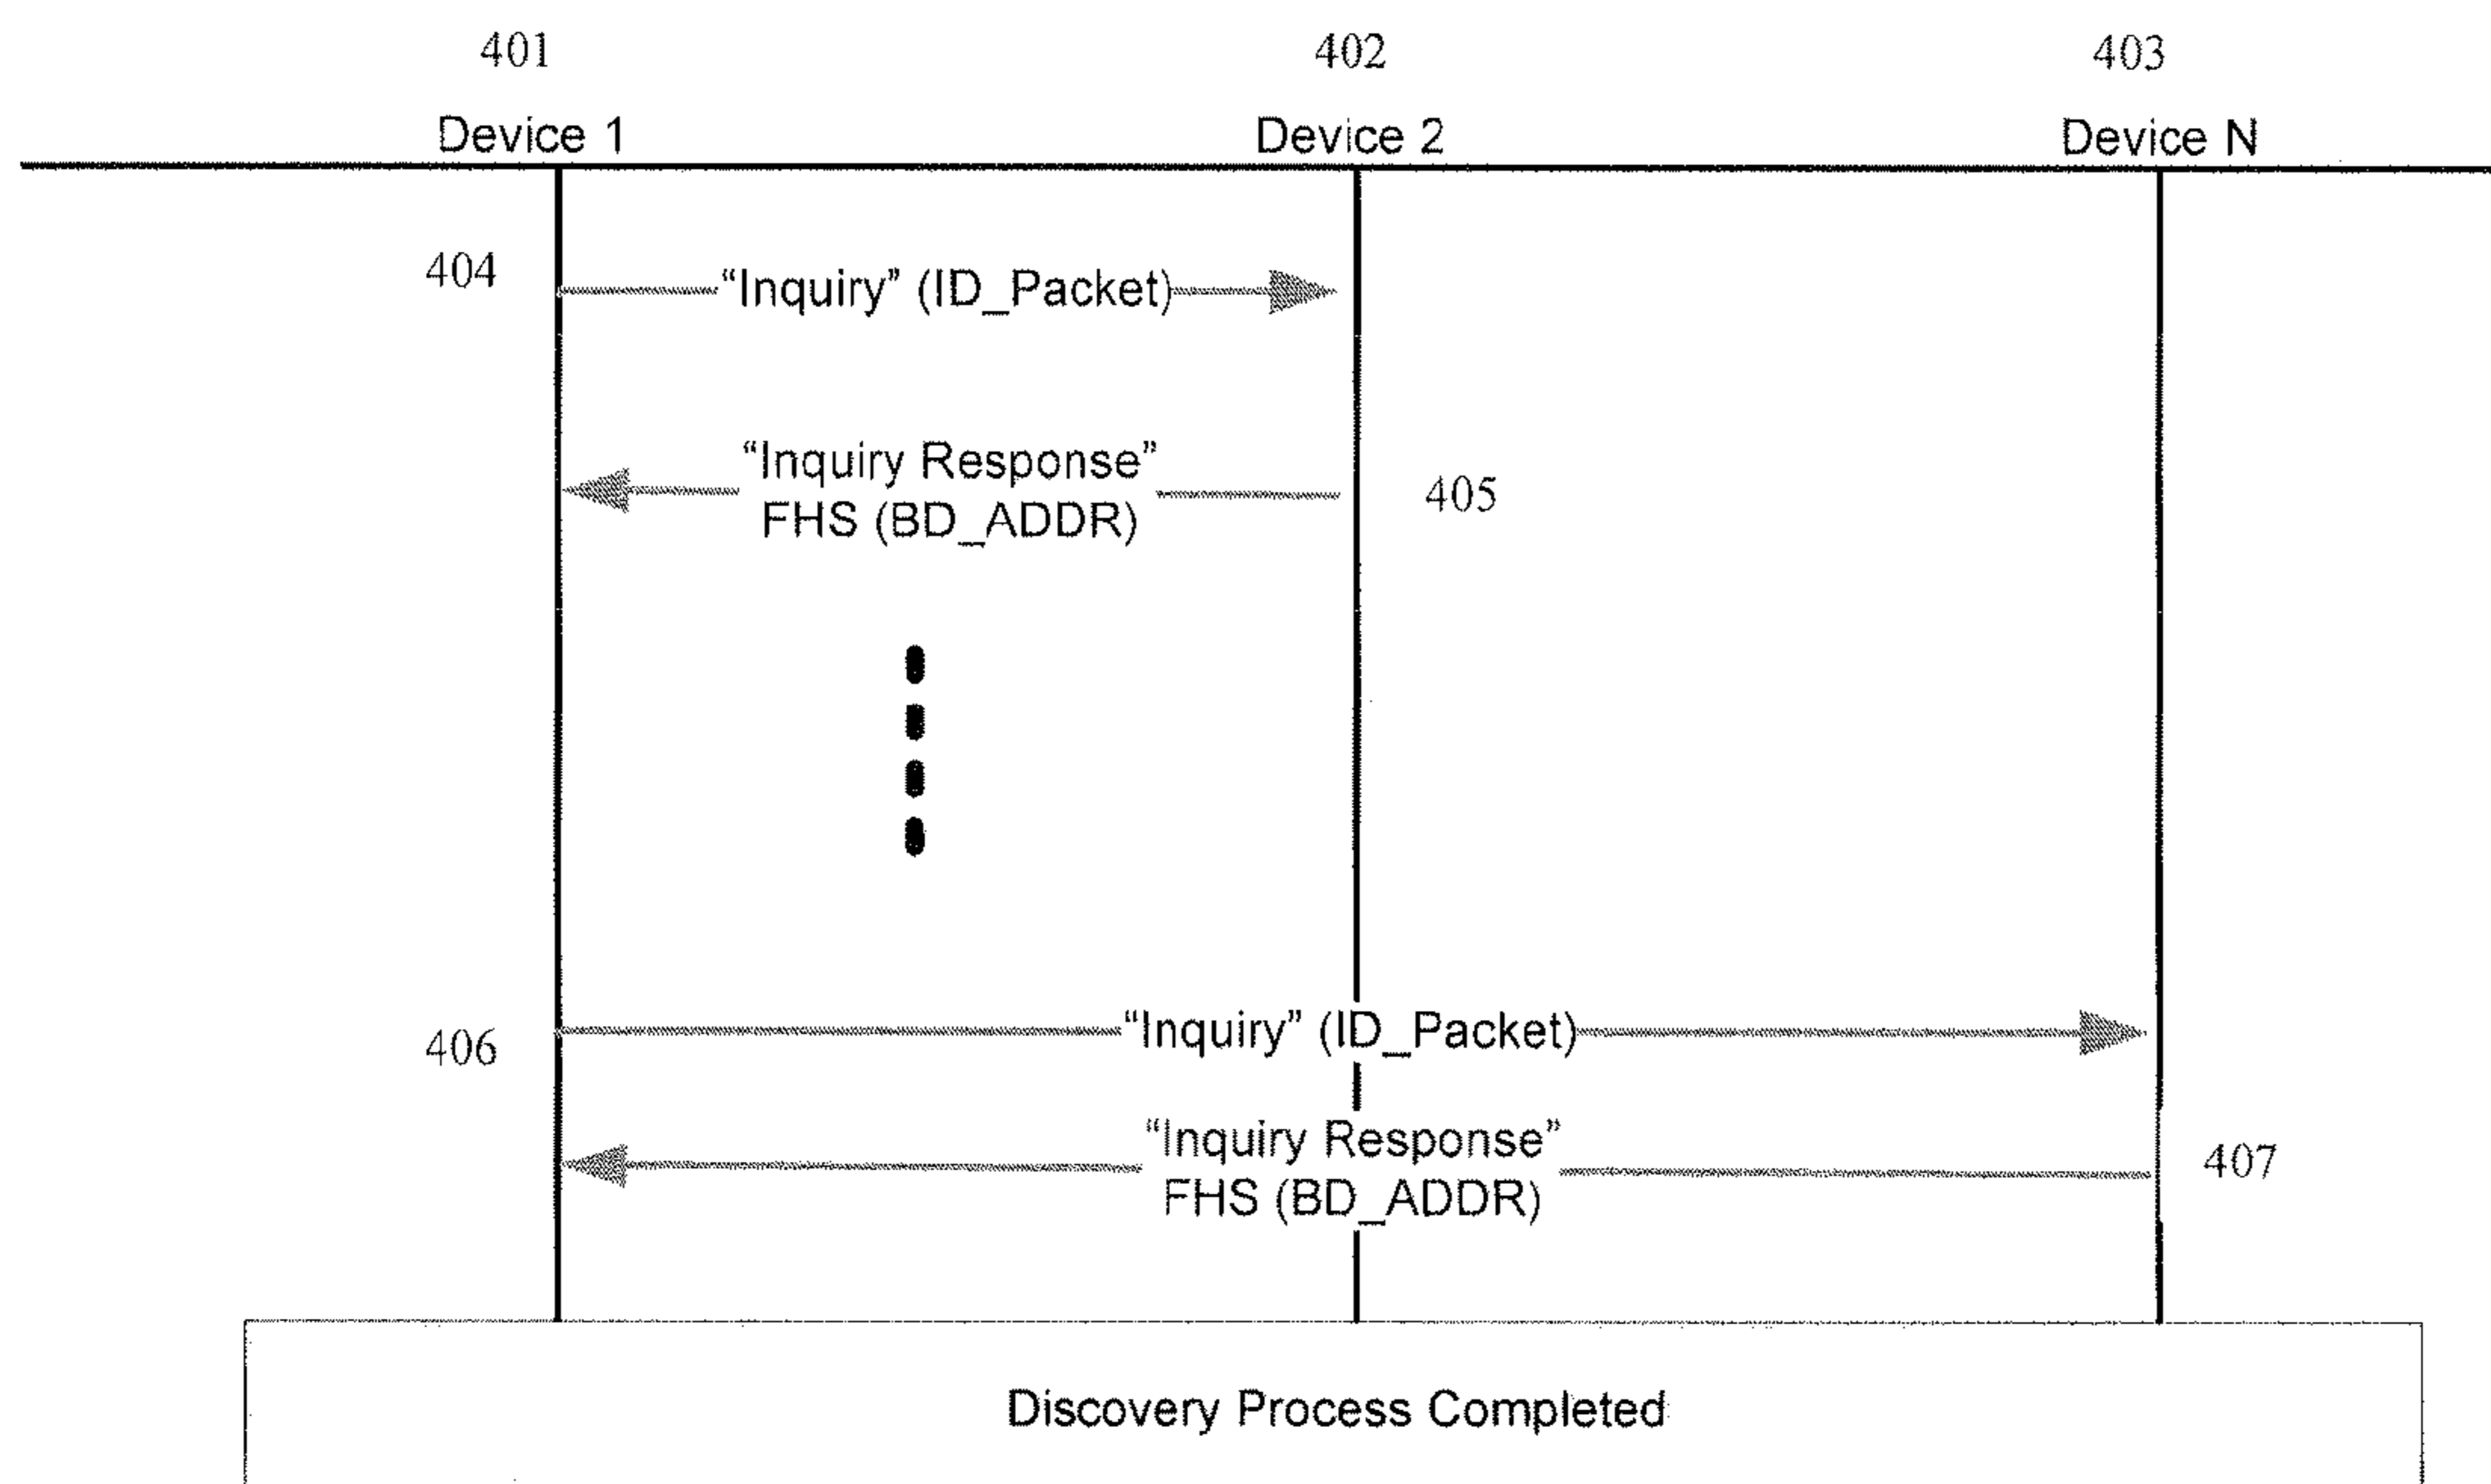 401
402
403
Device 1
Device 2
Device N
404
“Inquiry” (ID_Packet)
“Inquiry Response”
FHS (BD_ADDR)
405
406
“Inquiry” (ID_Packet)
“Inquiry Response”
FHS (BD_ADDR)
407
Discovery Process Completed